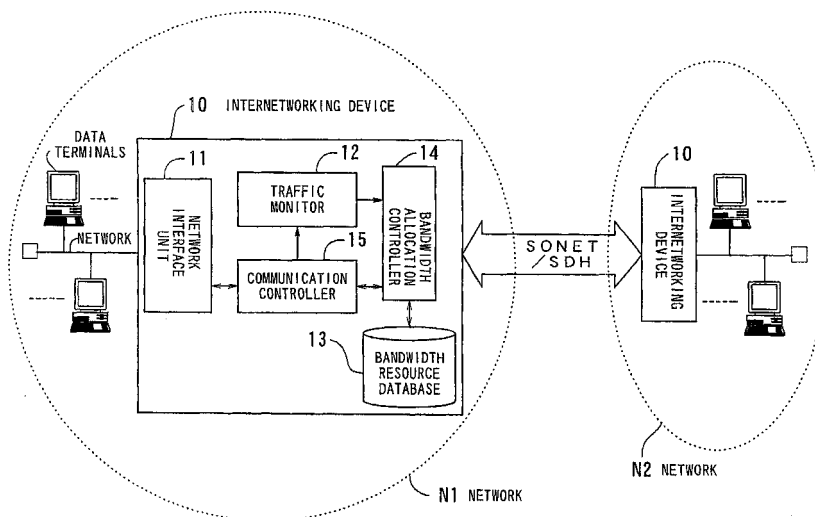 10 INTERNETWORKING DEVICE
DATA
TERMINALS
11
12
14
10
NETWORK
INTERFACE
UNIT
TRAFFIC
MONITOR
BANDWIDTH
ALLOCATION
CONTROLLER
INTERNETWORKING
DEVICE
NETWORK
15
COMMUNICATION
CONTROLLER
SONET
/SDH
13
BANDWIDTH
RESOURCE
DATABASE
N1 NETWORK
N2 NETWORK